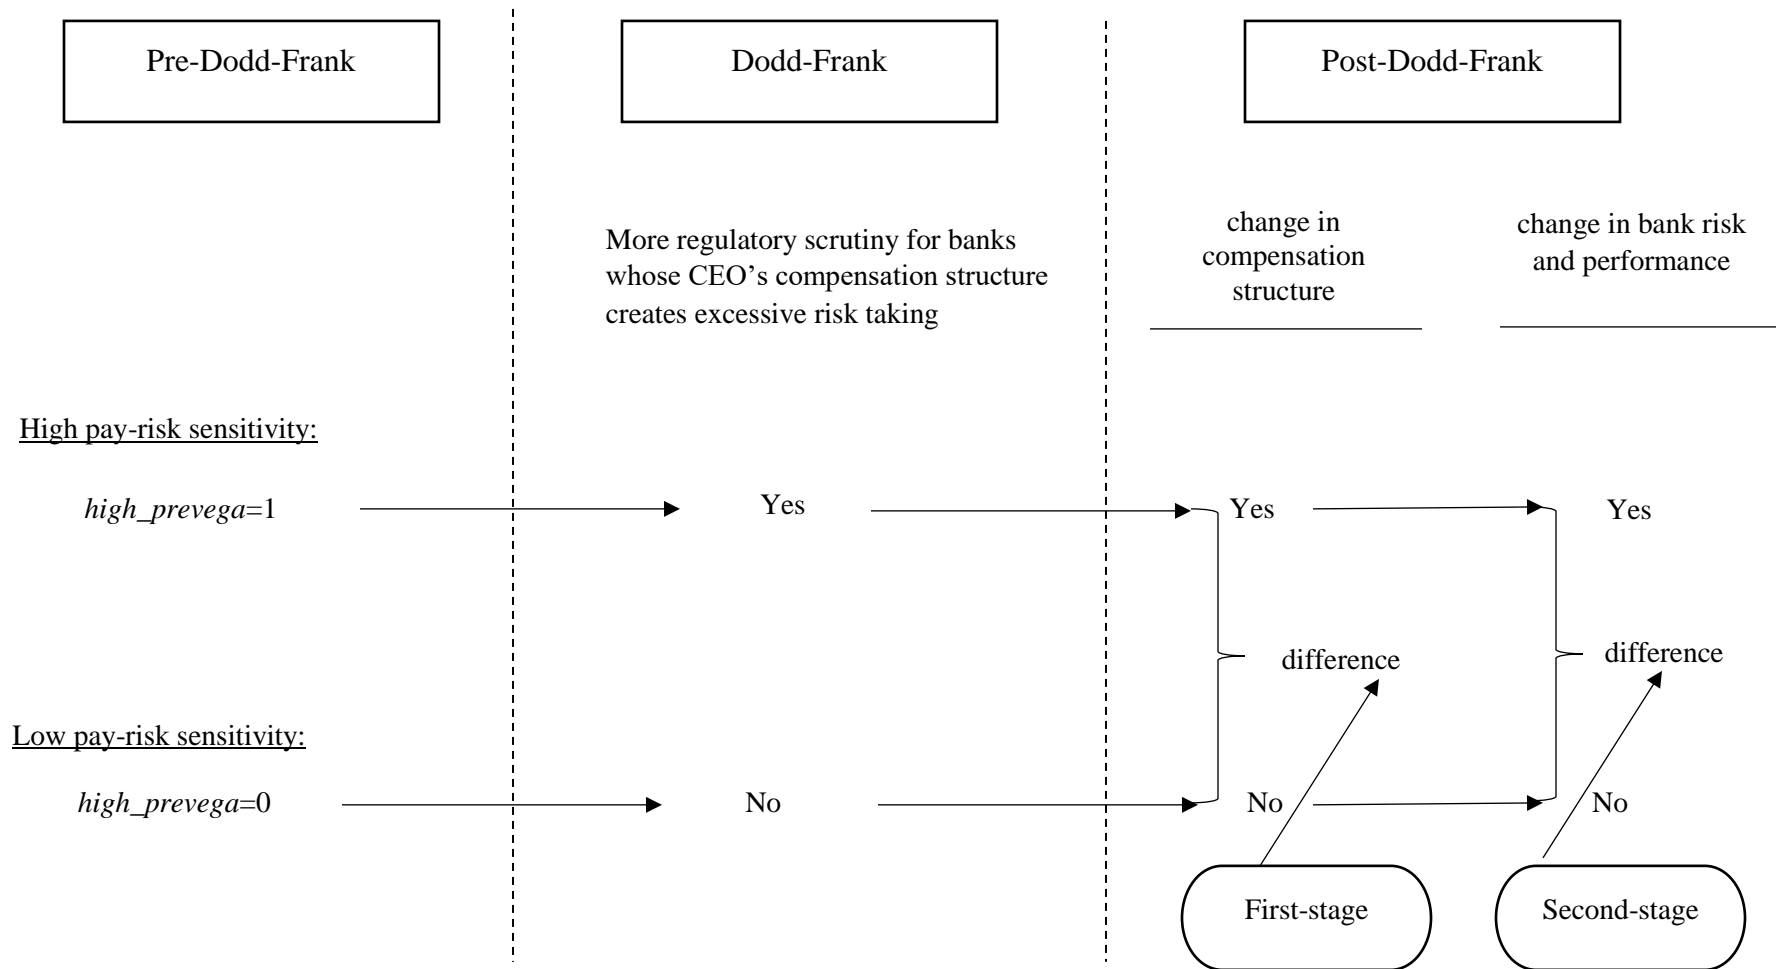 Pre-Dodd-Frank
Dodd-Frank
Post-Dodd-Frank
More regulatory scrutiny for banks
whose CEO’s compensation structure
creates excessive risk taking
change in
compensation
structure
change in bank risk
and performance
High pay-risk sensitivity:
high_prevega=1
Yes
Yes
Yes
difference
difference
Low pay-risk sensitivity:
high_prevega=0
No
No
No
First-stage
Second-stage